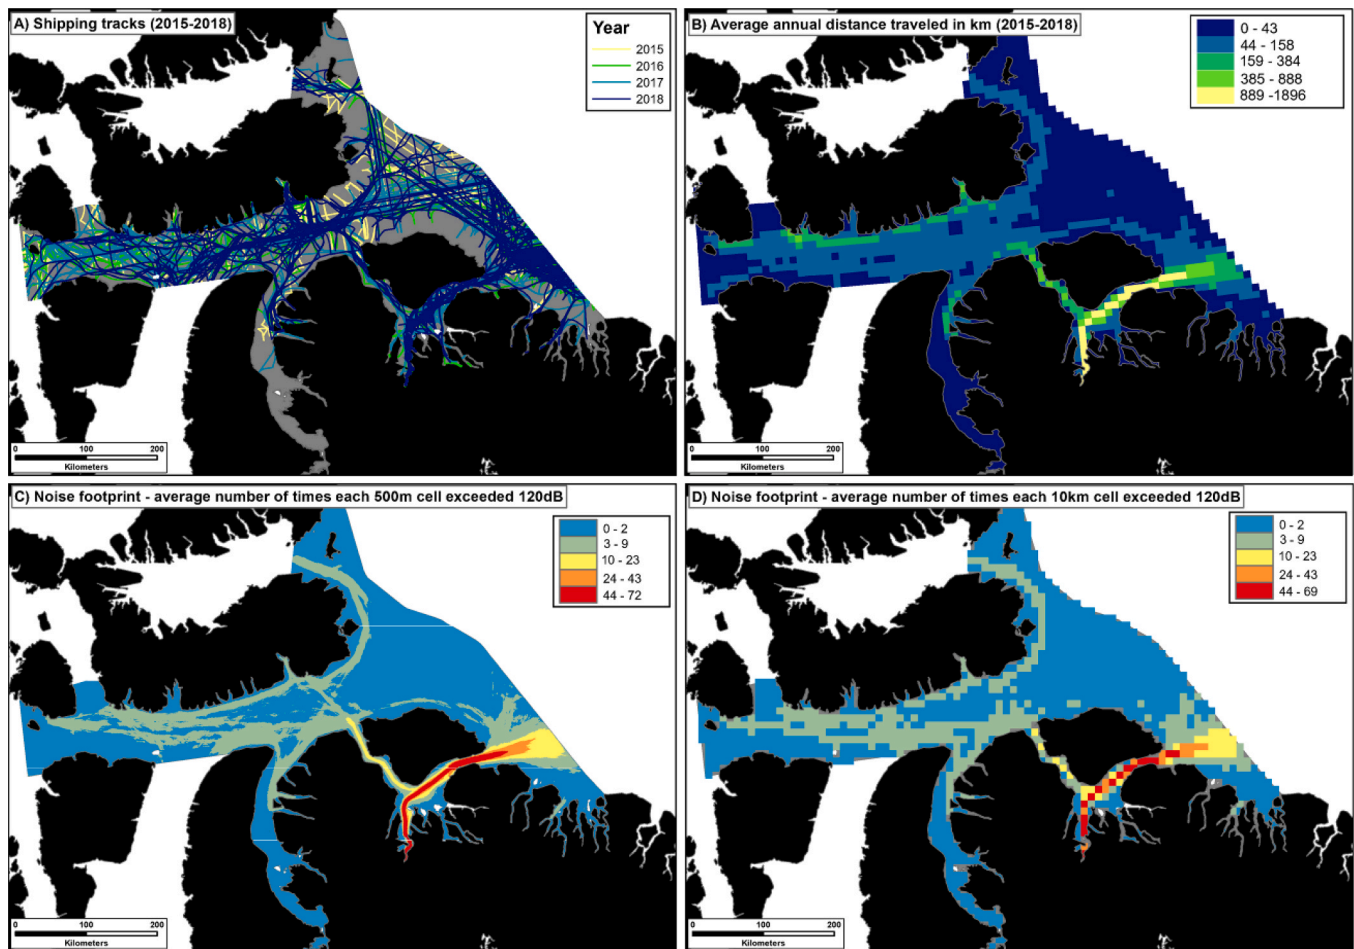 A) Shipping tracks (2015-2018)
Year
2015
2016
2017
2018
0 100 200
Kilometers
B) Average annual distance traveled in km (2015-2018)
0 - 43
44 - 158
159 - 384
385 - 888
889 -1896
0 100 200
Kilometers
C) Noise footprint - average number of times each 500m cell exceeded 120dB
0 - 2
3 - 9
10 - 23
24 - 43
44 - 72
0 100 200
Kilometers
D) Noise footprint - average number of times each 10km cell exceeded 120dB
0 - 2
3 - 9
10 - 23
24 - 43
44 - 69
0 100 200
Kilometers